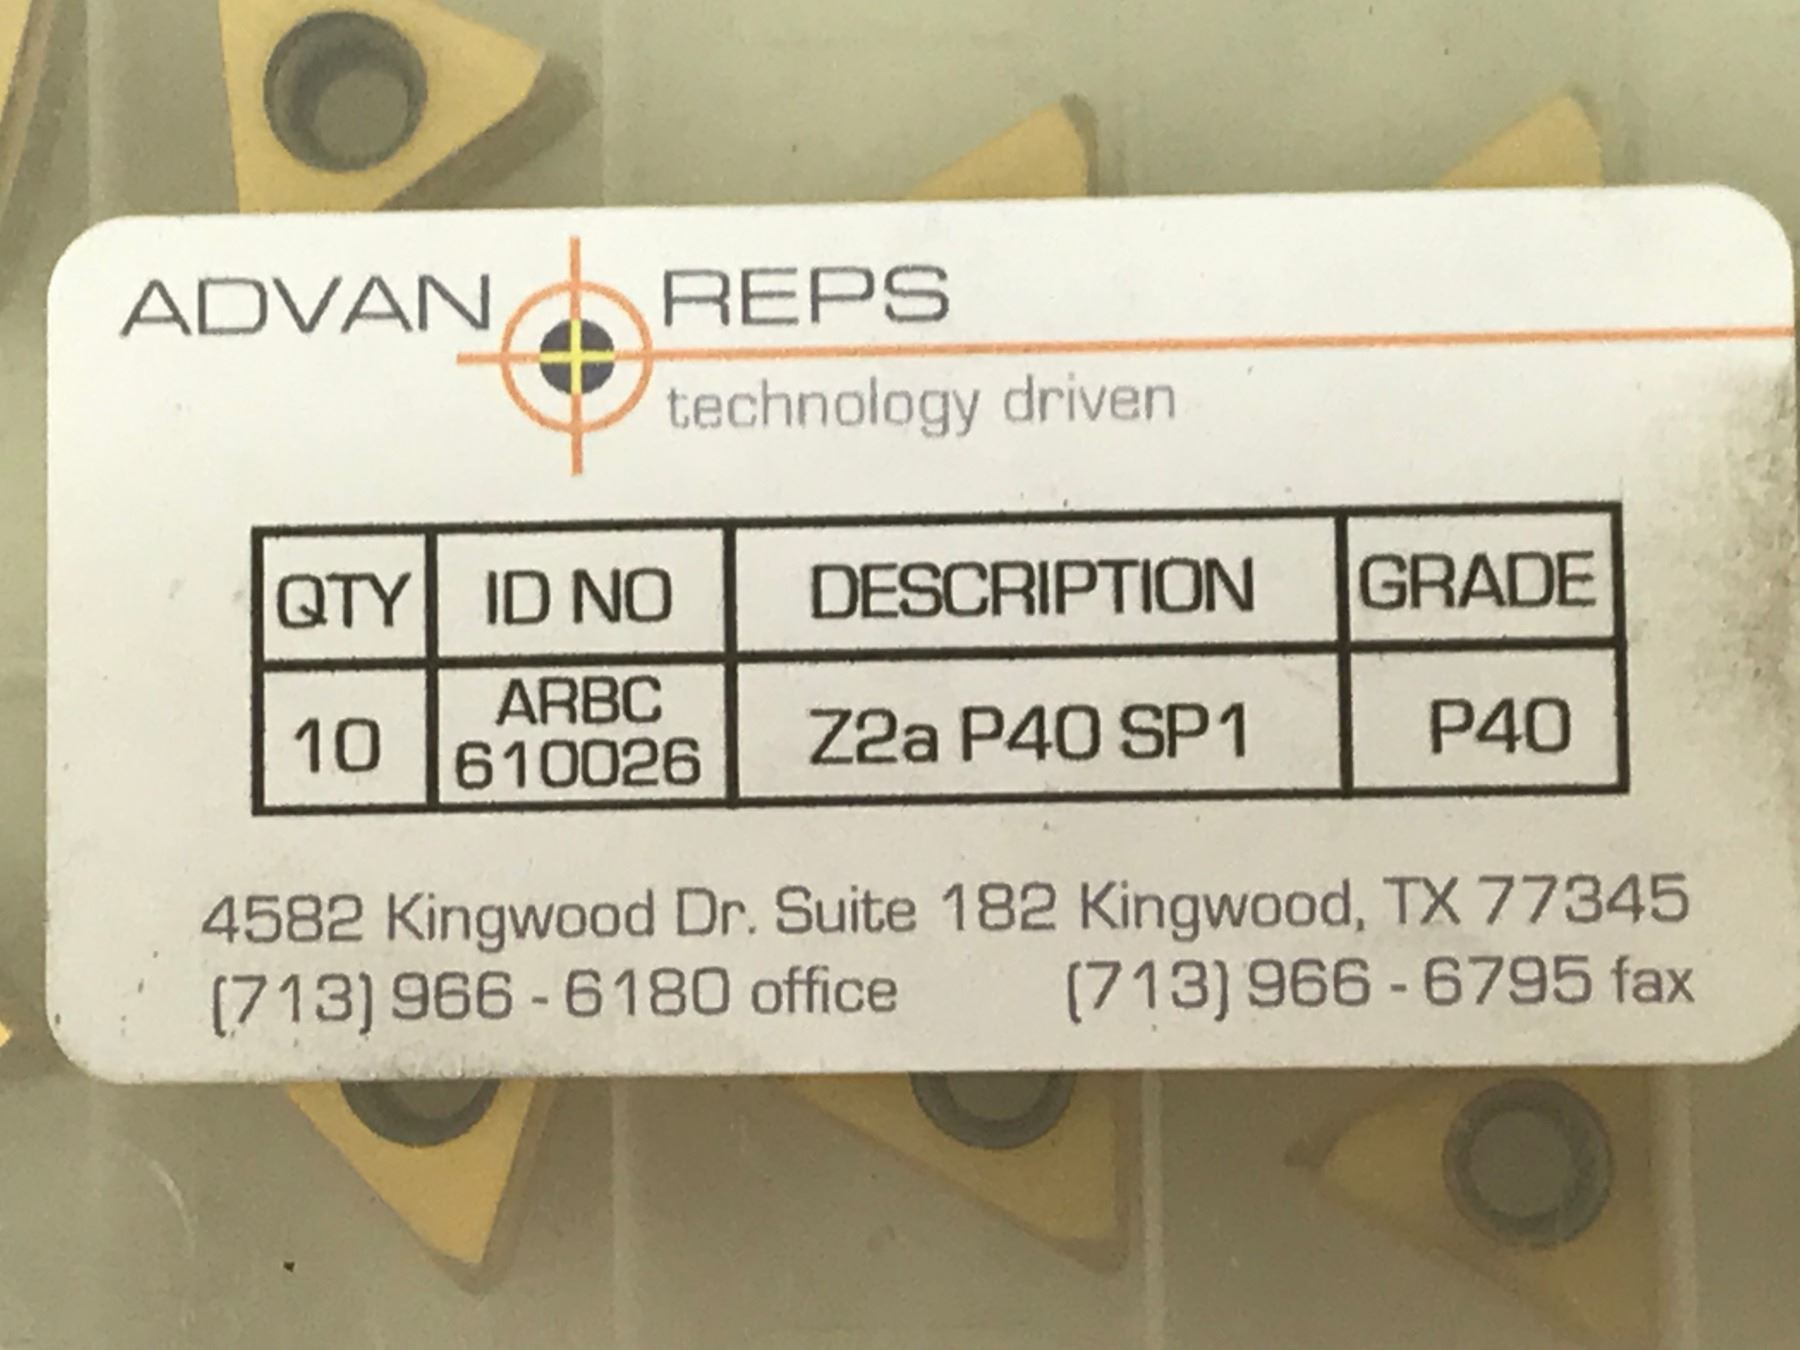 ADVAN REPS
technology driven
QTY ID NO DESCRIPTION GRADE
10 ARBC 610026 Z2a P40 SP1 P40
4582 Kingwood Dr. Suite 182 Kingwood, TX 77345
(713) 966 - 6180 office (713) 966 - 6795 fax